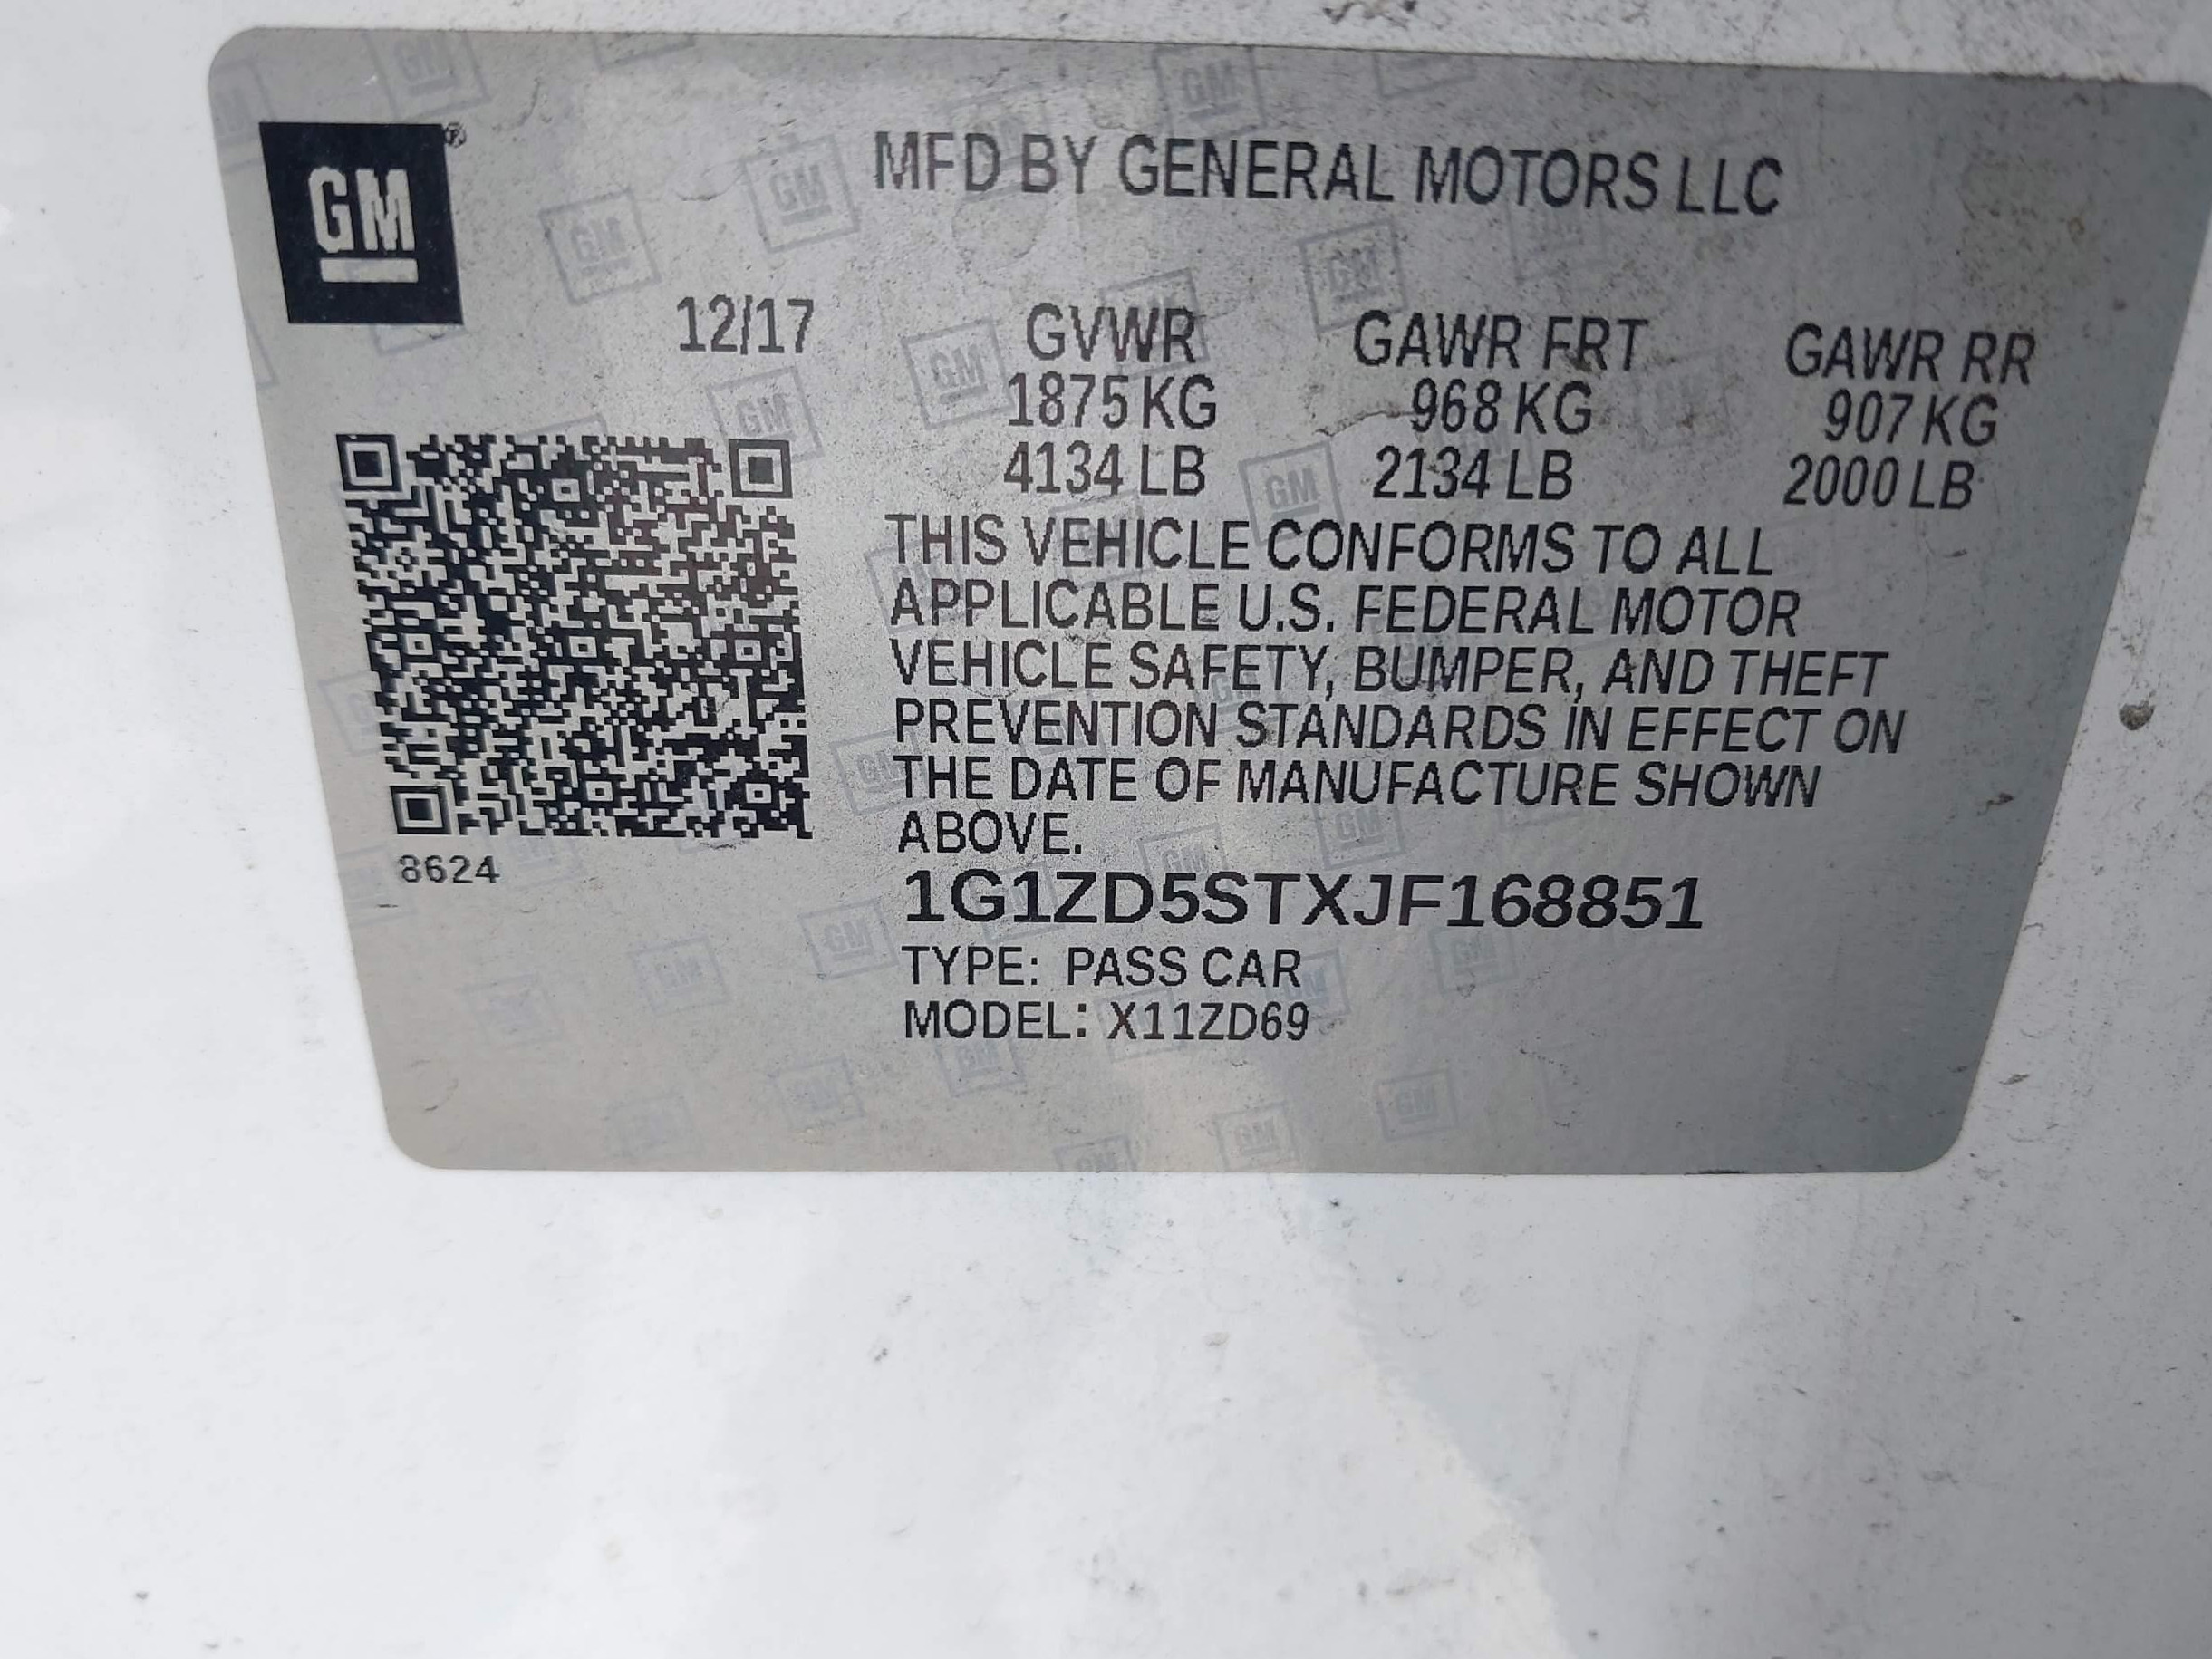 GM®
MFD BY GENERAL MOTORS LLC
12/17
GVWR GAWR FRT GAWR RR
1875 KG 968 KG 907 KG
4134 LB 2134 LB 2000 LB
THIS VEHICLE CONFORMS TO ALL
APPLICABLE U.S. FEDERAL MOTOR
VEHICLE SAFETY, BUMPER, AND THEFT
PREVENTION STANDARDS IN EFFECT ON
THE DATE OF MANUFACTURE SHOWN
ABOVE.
8624
1G1ZD5STXJF168851
TYPE: PASS CAR
MODEL: X11ZD69